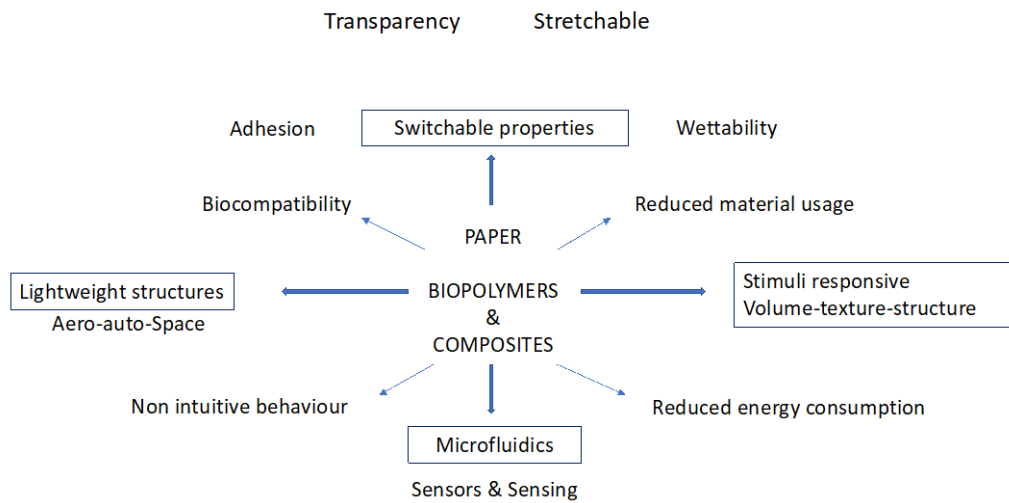 Transparency Stretchable
Adhesion Switchable properties Wettability
Biocompatibility Reduced material usage
PAPER
Lightweight structures BIOPOLYMERS Stimuli responsive
Aero-auto-Space & Volume-texture-structure
COMPOSITES
Non intuitive behaviour Reduced energy consumption
Microfluidics
Sensors & Sensing